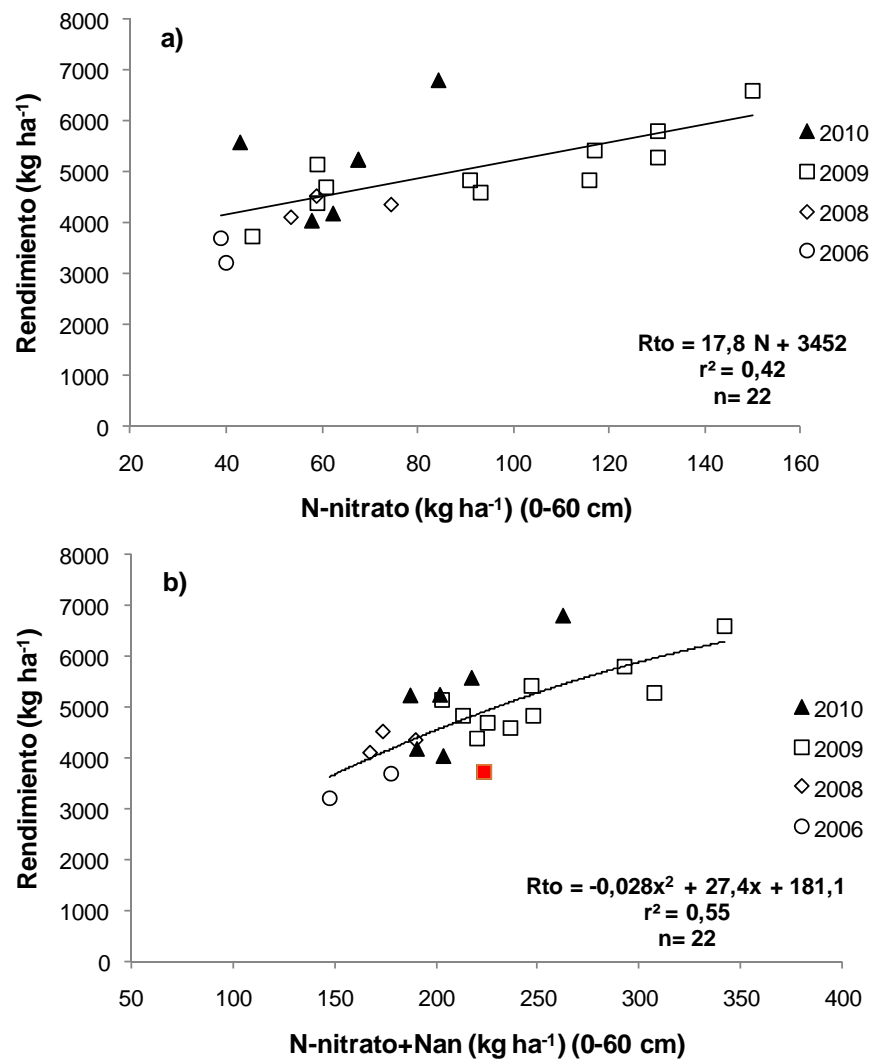 a)
8000
7000
6000
5000
4000
3000
2000
1000
0
Rendimiento (kg ha-1)
20 40 60 80 100 120 140 160
N-nitrato (kg ha-1) (0-60 cm)
2010
2009
2008
2006
Rto = 17,8 N + 3452
r² = 0,42
n= 22
b)
8000
7000
6000
5000
4000
3000
2000
1000
0
Rendimiento (kg ha-1)
50 100 150 200 250 300 350 400
N-nitrato+Nan (kg ha-1) (0-60 cm)
2010
2009
2008
2006
Rto = -0,028x² + 27,4x + 181,1
r² = 0,55
n= 22